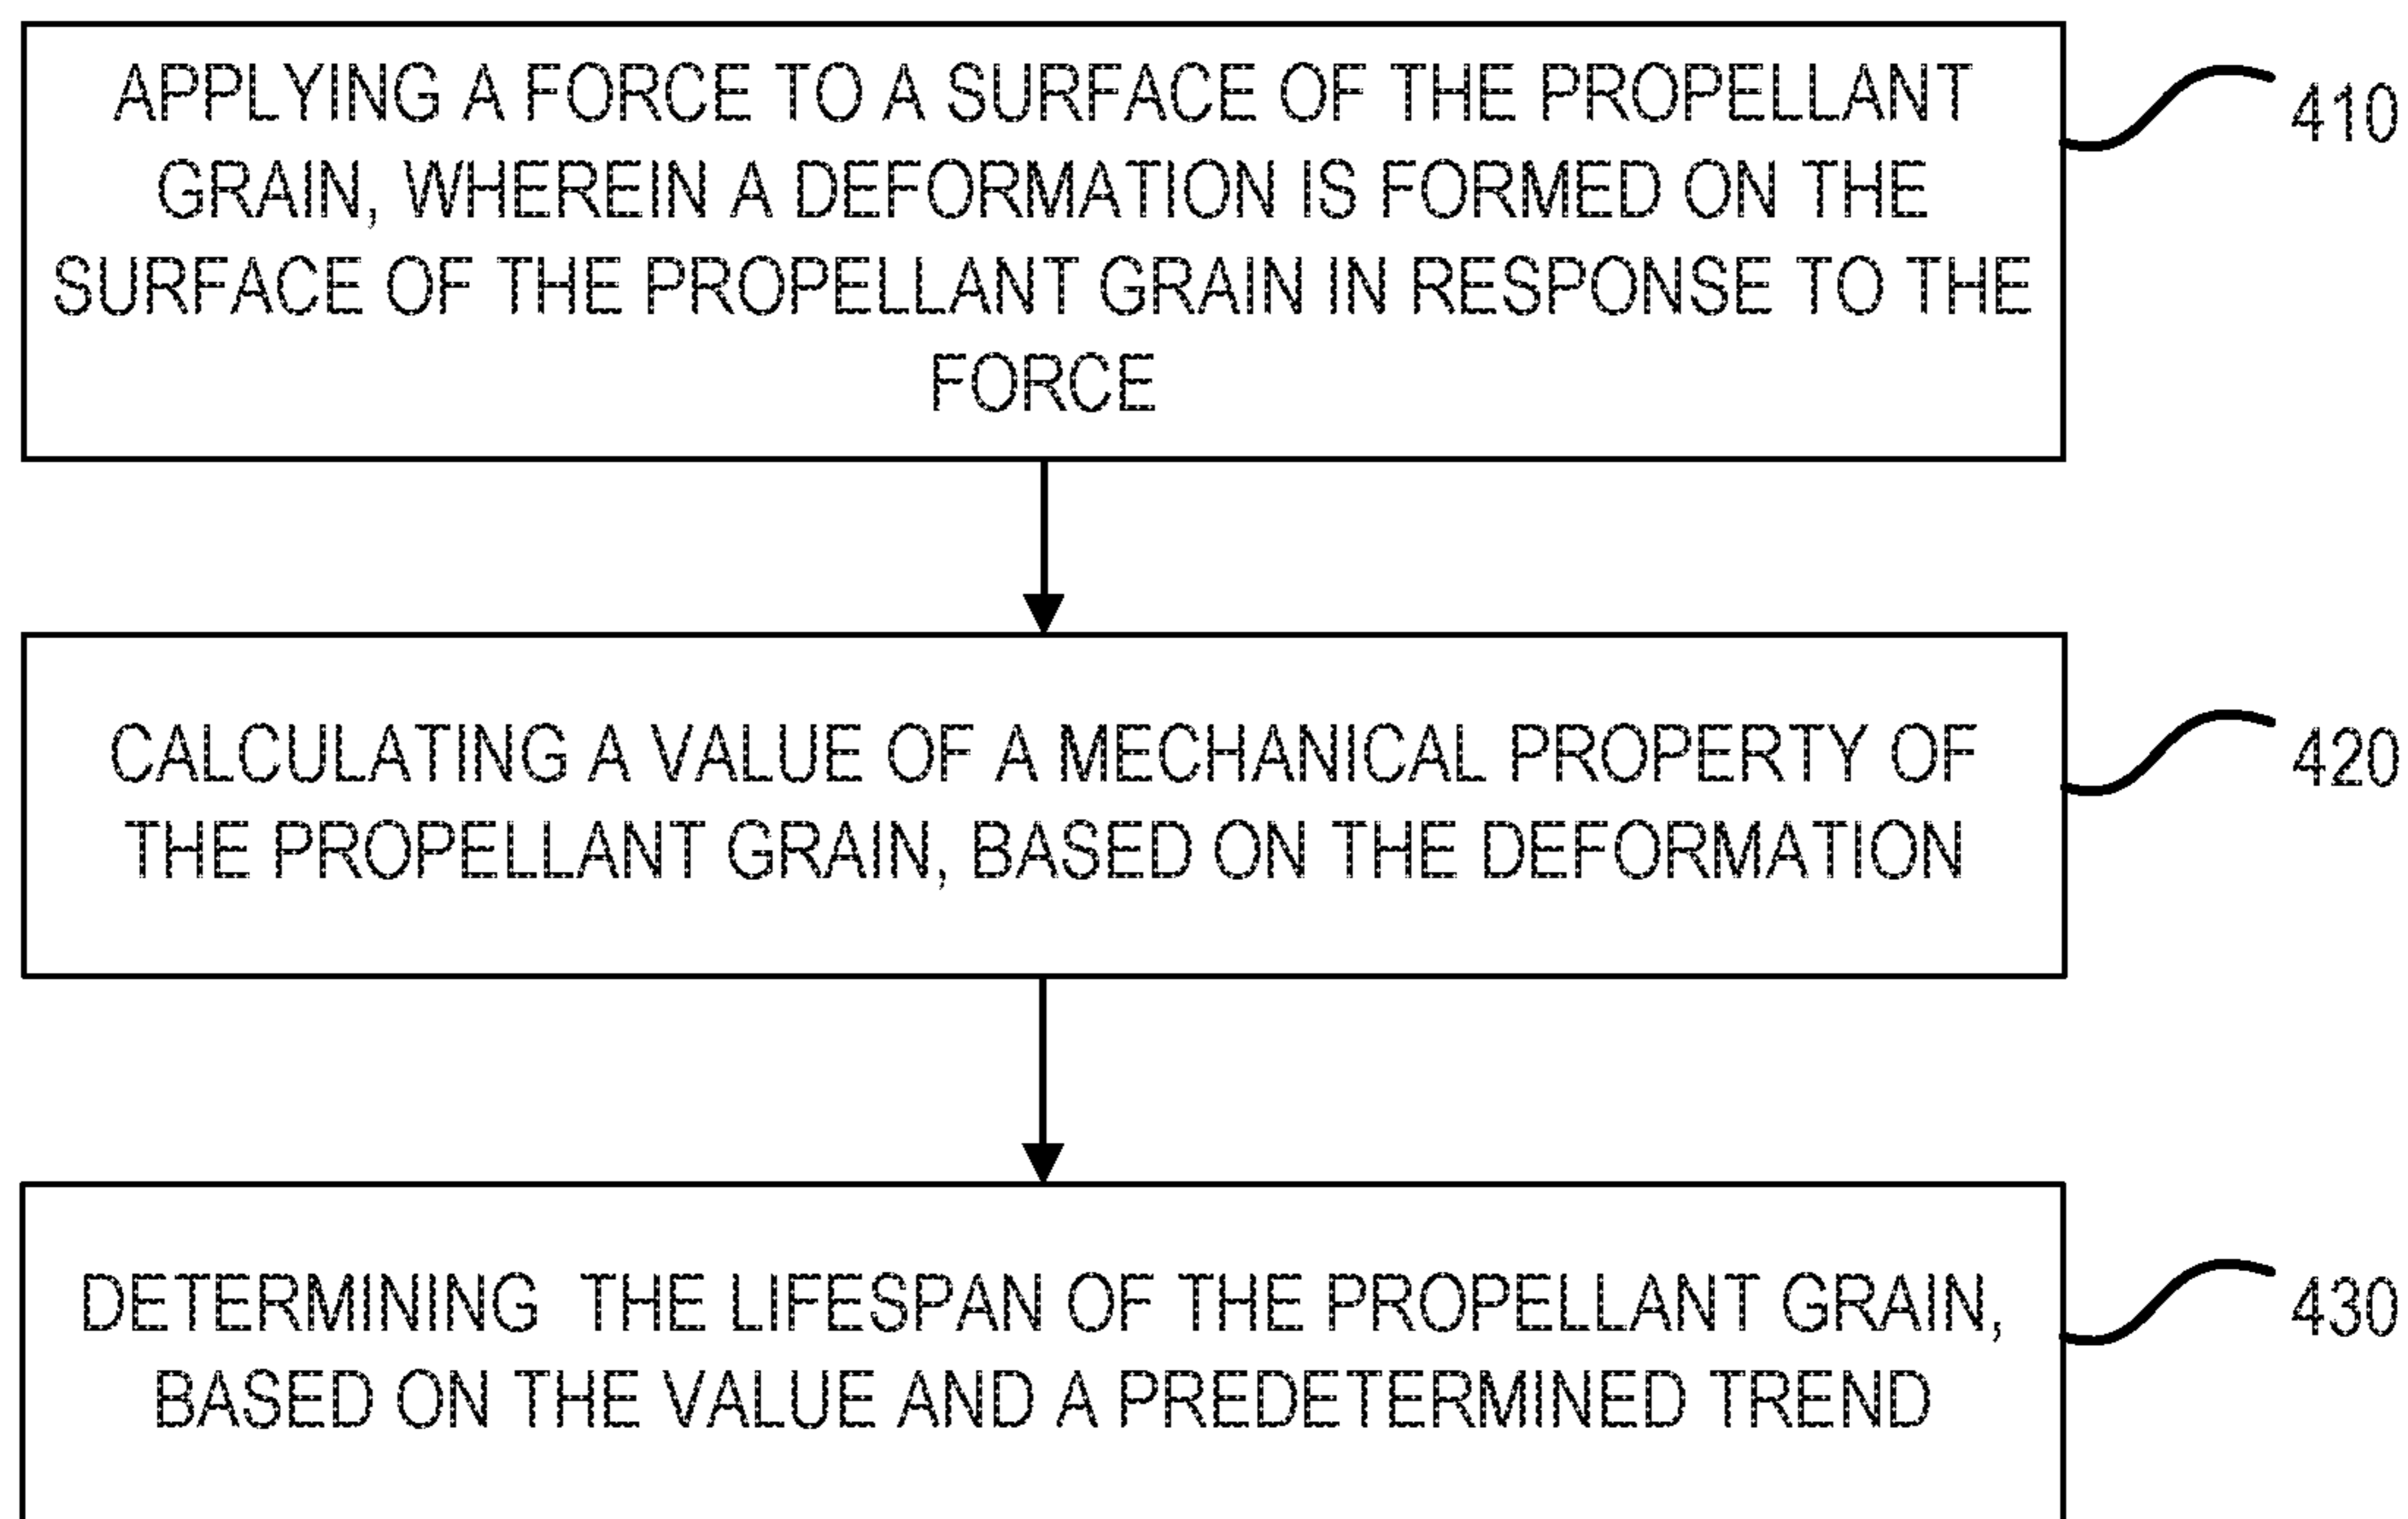 APPLYING A FORCE TO A SURFACE OF THE PROPELLANT
GRAIN, WHEREIN A DEFORMATION IS FORMED ON THE
SURFACE OF THE PROPELLANT GRAIN IN RESPONSE TO THE
FORCE
410
CALCULATING A VALUE OF A MECHANICAL PROPERTY OF
THE PROPELLANT GRAIN, BASED ON THE DEFORMATION
420
DETERMINING THE LIFESPAN OF THE PROPELLANT GRAIN,
BASED ON THE VALUE AND A PREDETERMINED TREND
430